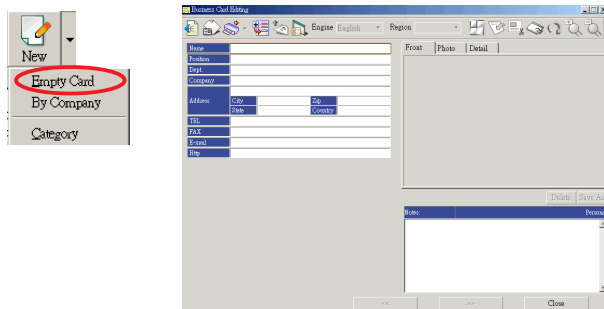 New
Empty Card
By Company
Category
Business Card Editing
Engine English Region
Name
Position
Dept.
Company
Address City Zip
State Country
TEL
FAX
E-mail
Http
Front Photo Detail
Delete Save As
Notes: Persona
<< >> Close